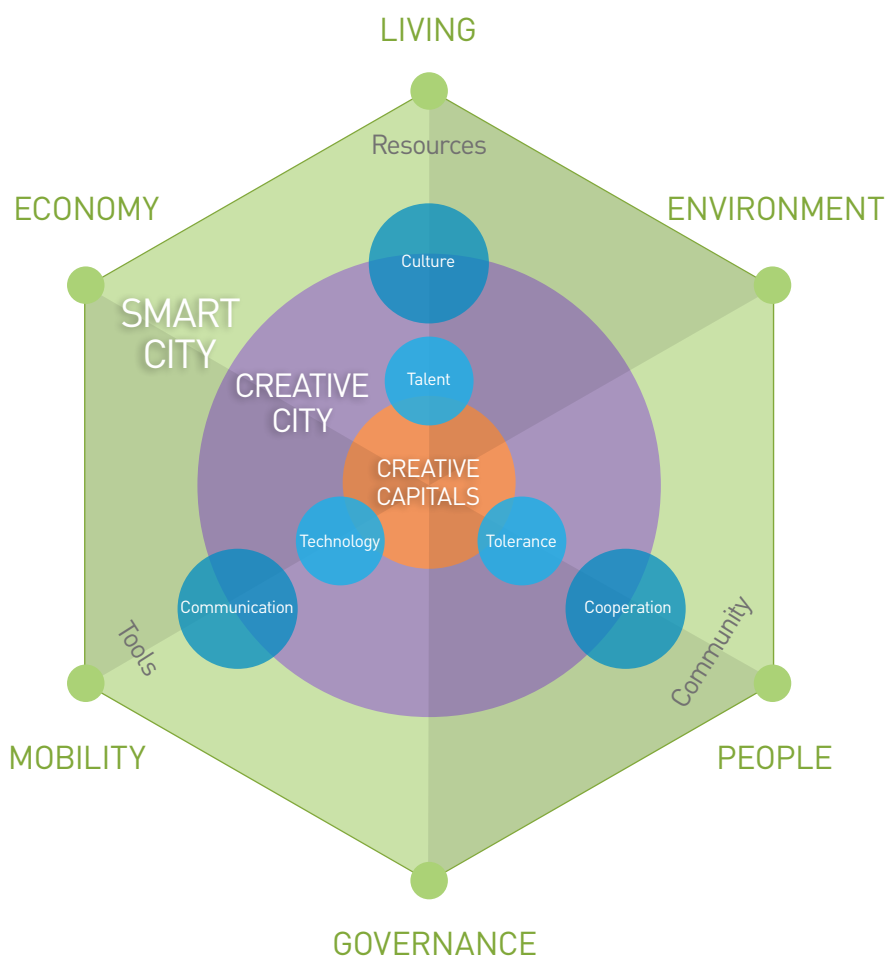 LIVING
Resources
ECONOMY
ENVIRONMENT
Culture
SMART
CITY
Talent
CREATIVE
CITY
CREATIVE
CAPITALS
Technology
Tolerance
Communication
Cooperation
Tools
Community
MOBILITY
PEOPLE
GOVERNANCE